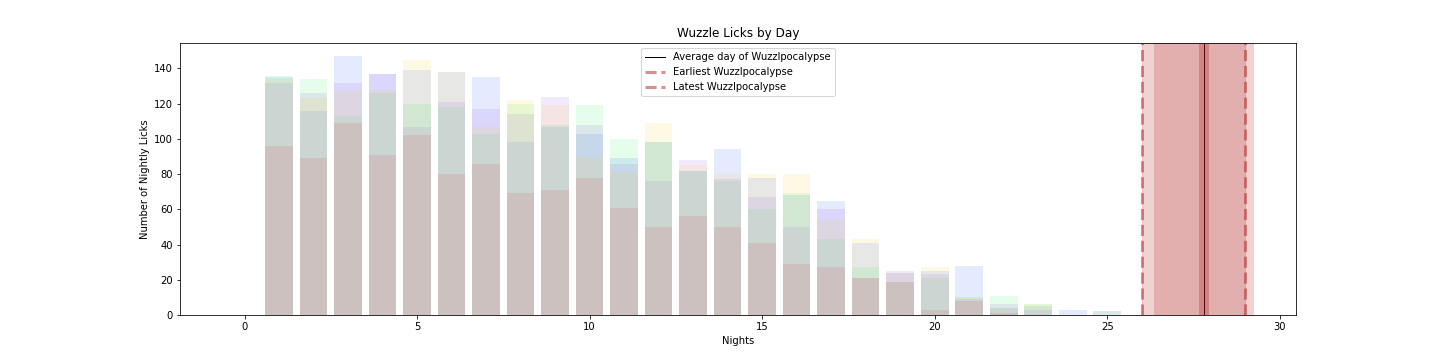 Wuzzle Licks by Day
Average day of Wuzzlpocalypse
Earliest Wuzzlpocalypse
Latest Wuzzlpocalypse
Number of Nightly Licks
140
120
100
80
60
40
20
0
0 5 10 15 20 25 30
Nights